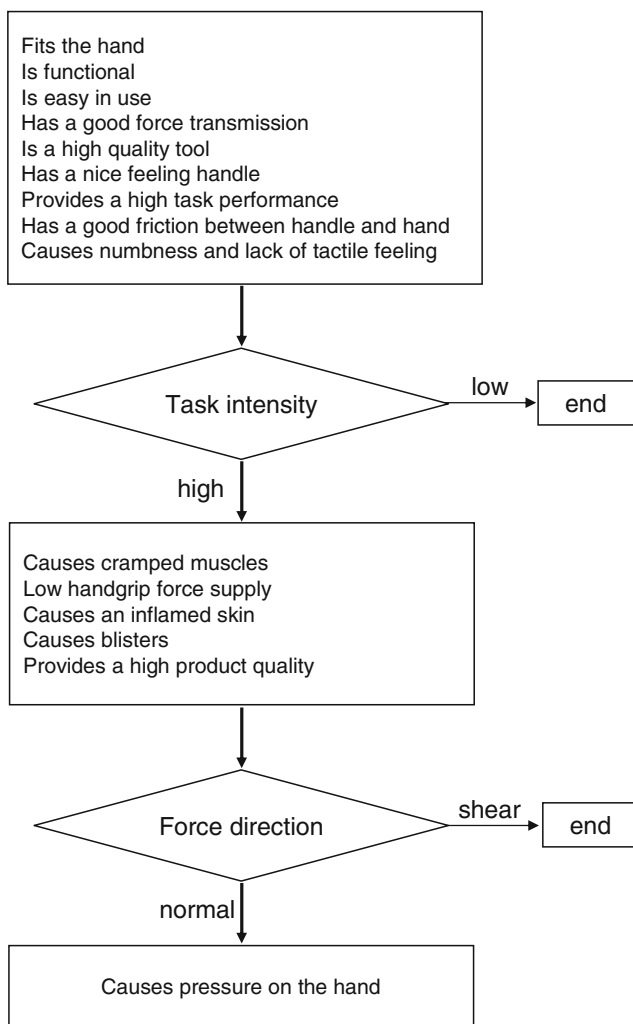 Fits the hand
Is functional
Is easy in use
Has a good force transmission
Is a high quality tool
Has a nice feeling handle
Provides a high task performance
Has a good friction between handle and hand
Causes numbness and lack of tactile feeling
Task intensity
low
end
high
Causes cramped muscles
Low handgrip force supply
Causes an inflamed skin
Causes blisters
Provides a high product quality
Force direction
shear
end
normal
Causes pressure on the hand